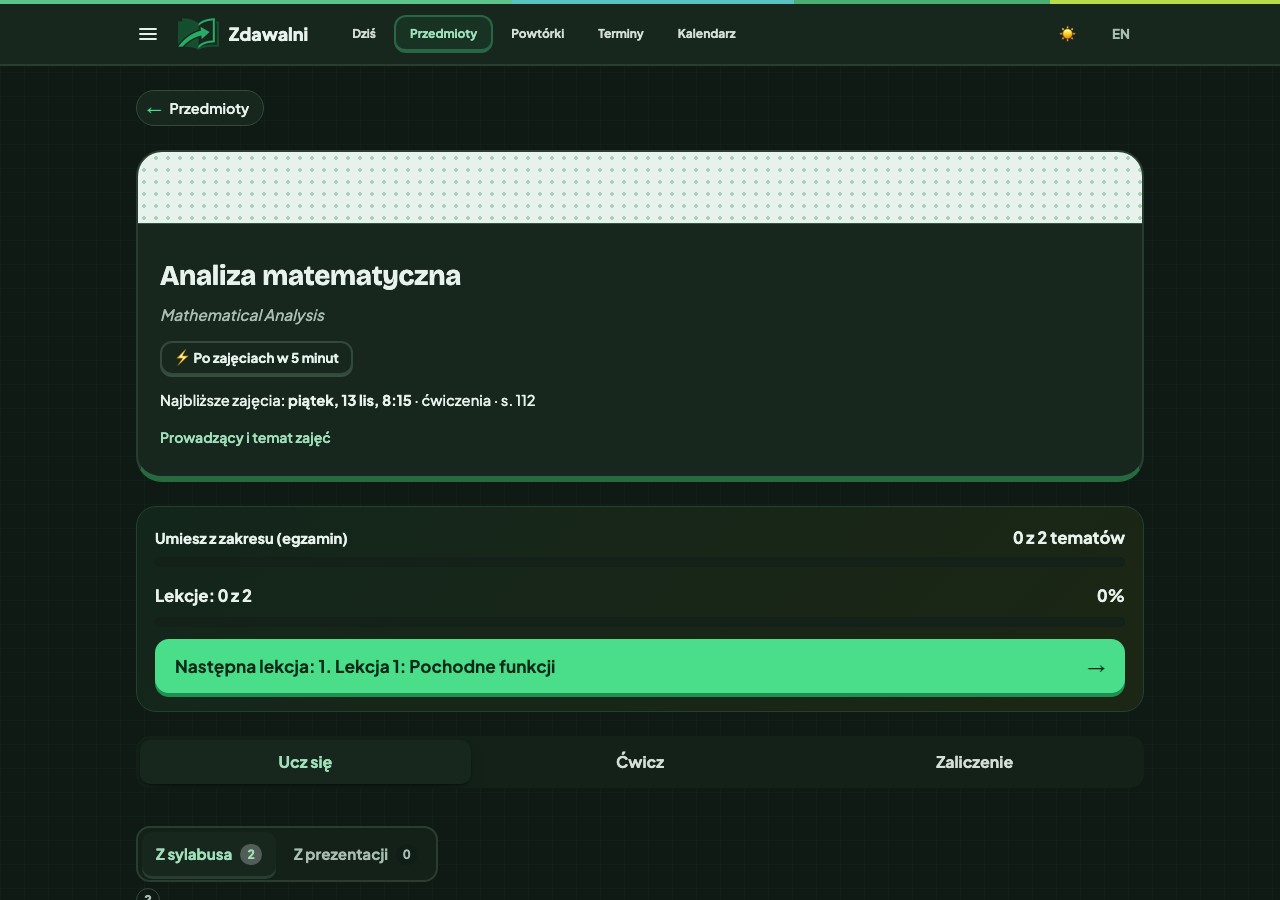 Zdawalni
Dziś
Przedmioty
Powtórki
Terminy
Kalendarz
EN
← Przedmioty
Analiza matematyczna
Mathematical Analysis
⚡ Po zajęciach w 5 minut
Najbliższe zajęcia: piątek, 13 lis, 8:15 · ćwiczenia · s. 112
Prowadzący i temat zajęć
Umiesz z zakresu (egzamin)
0 z 2 tematów
Lekcje: 0 z 2
0%
Następna lekcja: 1. Lekcja 1: Pochodne funkcji →
Ucz się
Ćwicz
Zaliczenie
Z sylabusa 2
Z prezentacji 0